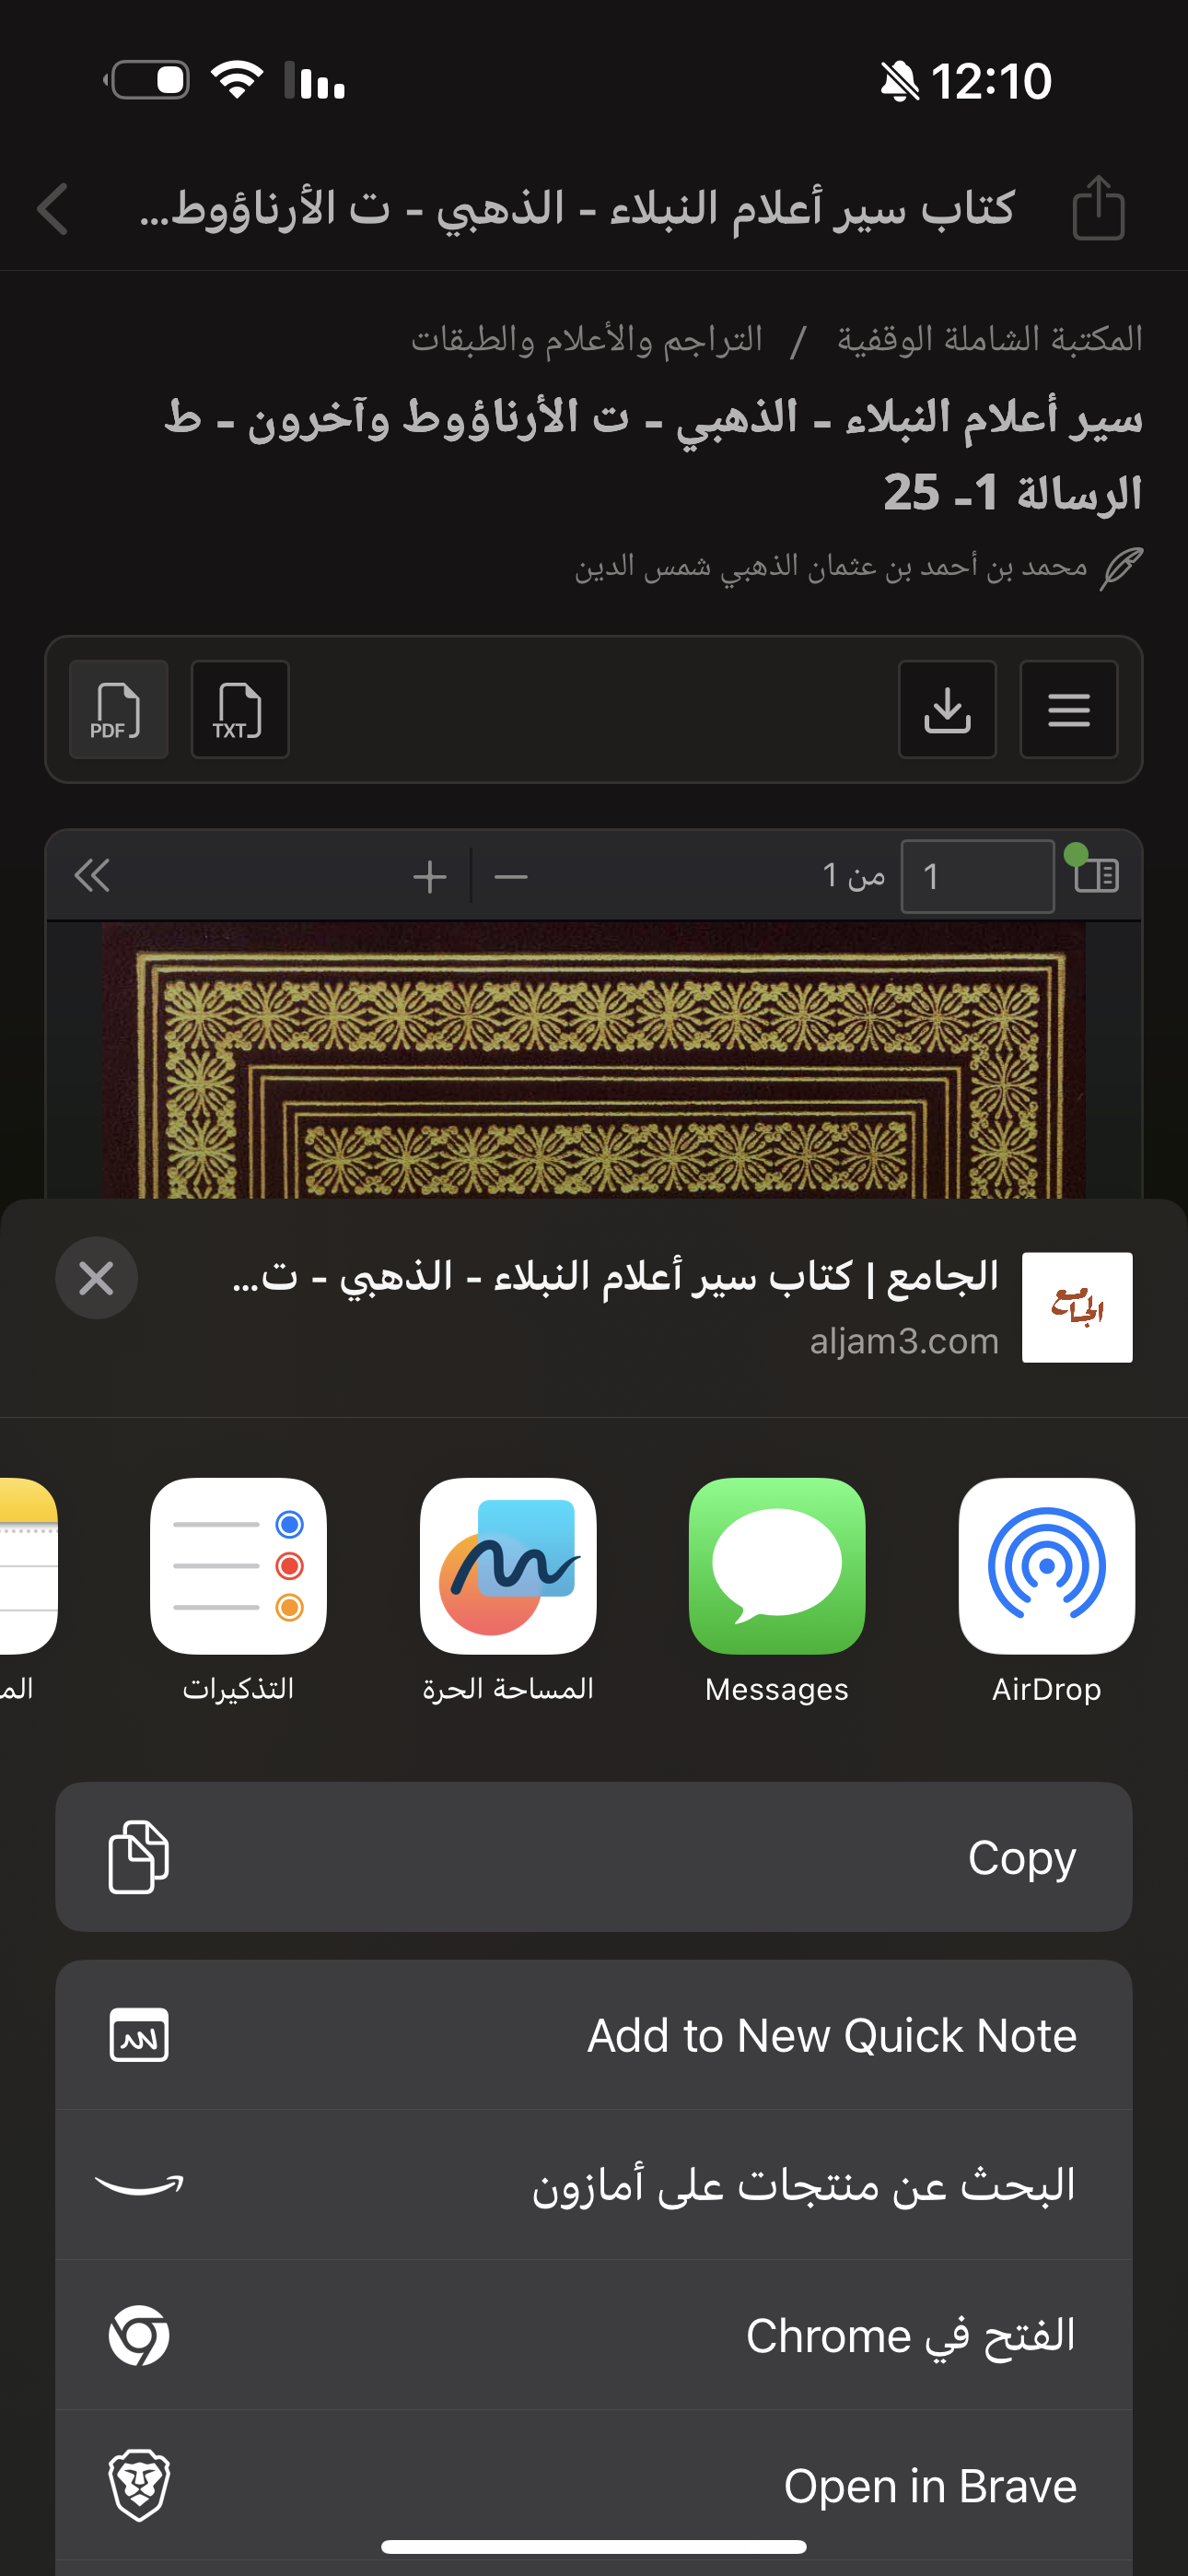 12:10
كتاب سير أعلام النبلاء - الذهبي - ت الأرناؤوط...
المكتبة الشاملة الوقفية / التراجم والأعلام والطبقات
سير أعلام النبلاء - الذهبي - ت الأرناؤوط وآخرون - ط
الرسالة 1- 25
محمد بن أحمد بن عثمان الذهبي شمس الدين
PDF TXT
1 من 1
الجامع | كتاب سير أعلام النبلاء - الذهبي - ت...
الجامع
aljam3.com
AirDrop
Messages
المساحة الحرة
التذكيرات
الم
Copy
Add to New Quick Note
البحث عن منتجات على أمازون
الفتح في Chrome
Open in Brave